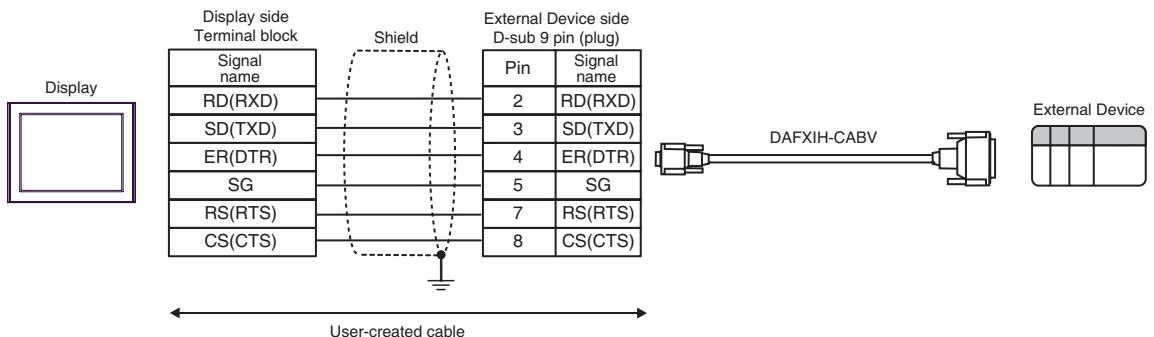 Display
Display side
Terminal block
Shield
External Device side
D-sub 9 pin (plug)
Signal
name
Pin
Signal
name
RD(RXD)
2
RD(RXD)
SD(TXD)
3
SD(TXD)
ER(DTR)
4
ER(DTR)
SG
5
SG
RS(RTS)
7
RS(RTS)
CS(CTS)
8
CS(CTS)
User-created cable
DAFXIH-CABV
External Device